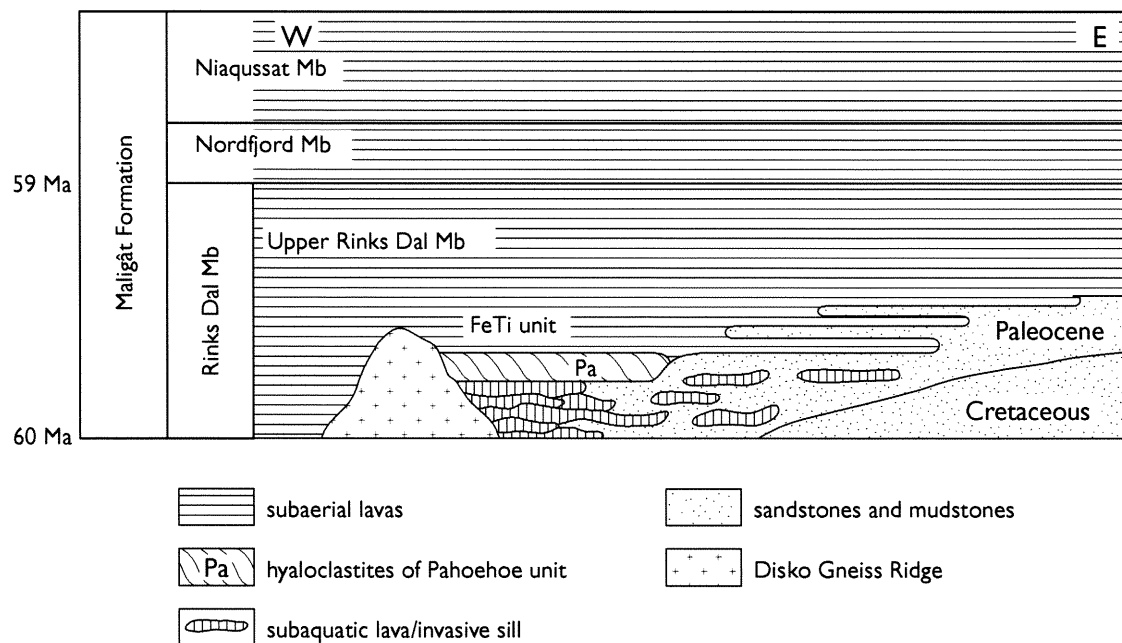 W
E
Niaqussat Mb
Nordfjord Mb
59 Ma
Maligât Formation
Rinks Dal Mb
Upper Rinks Dal Mb
FeTi unit
Paleocene
Pa
Cretaceous
60 Ma
subaerial lavas
sandstones and mudstones
Pa
hyaloclastites of Pahoehoe unit
Disko Gneiss Ridge
subaquatic lava/invasive sill